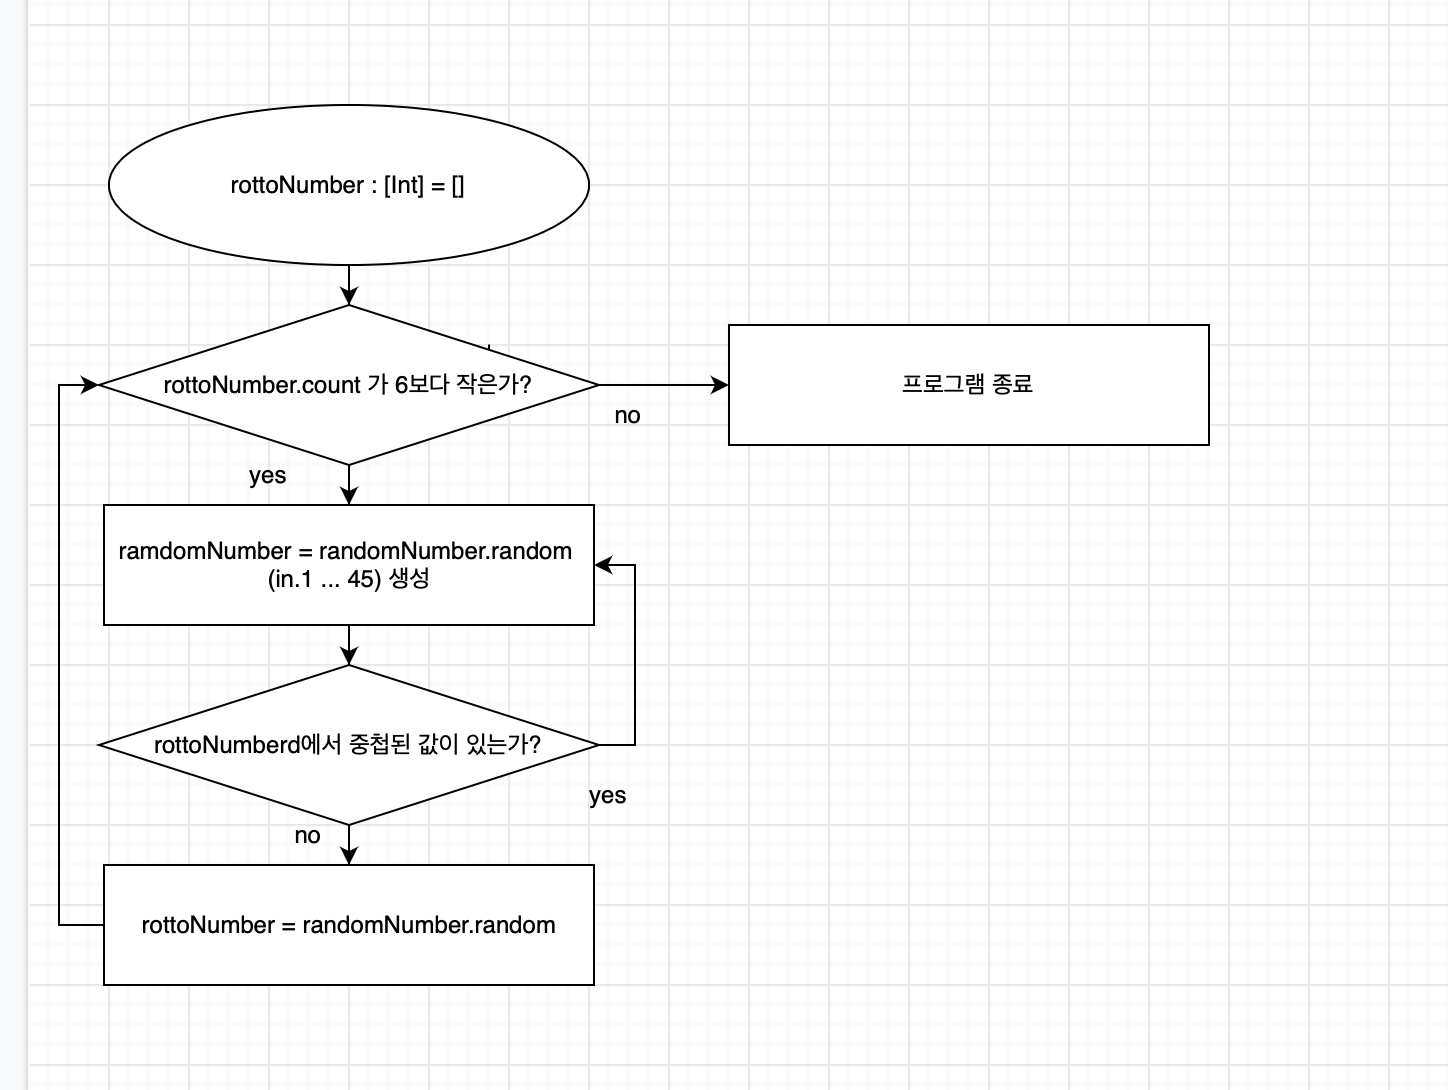 rottoNumber : [Int] = []
rottoNumber.count 가 6보다 작은가?
프로그램 종료
no
yes
ramdomNumber = randomNumber.random
(in.1 ... 45) 생성
rottoNumberd에서 중첩된 값이 있는가?
yes
no
rottoNumber = randomNumber.random